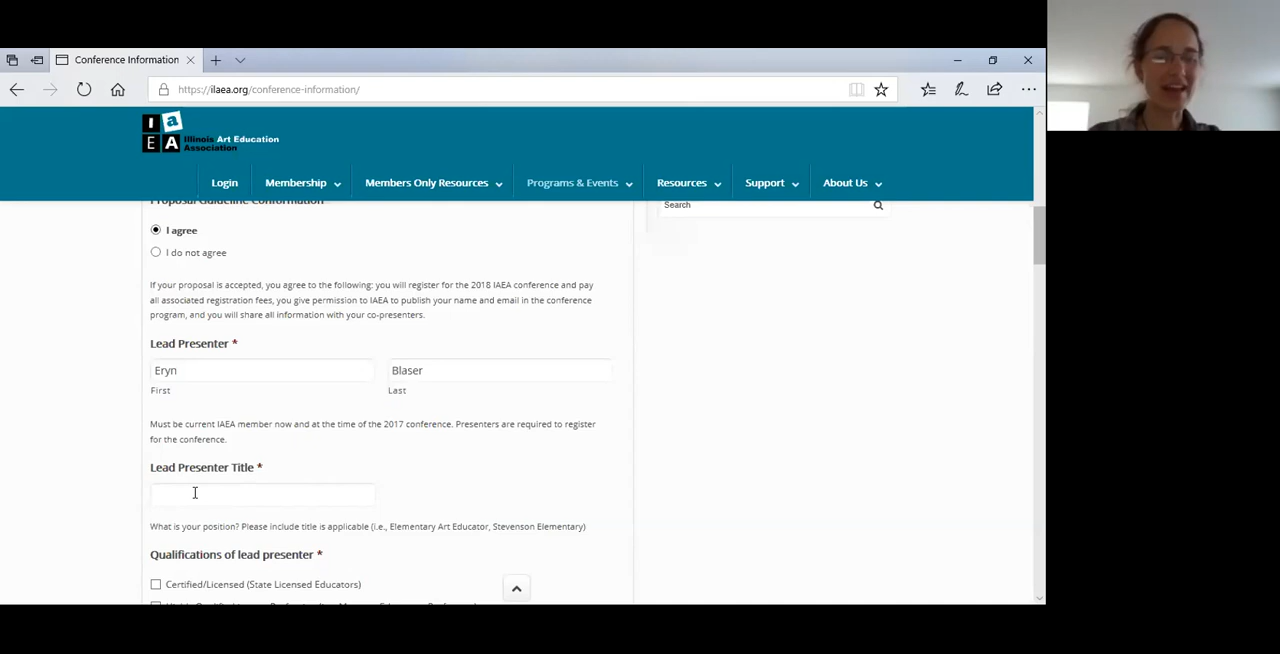 Conference Information
https://ilaea.org/conference-information/
I a
E A Illinois Art Education
Association
Login Membership Members Only Resources Programs & Events Resources Support About Us
Proposal Guideline Conformation
Search
I agree
I do not agree
If your proposal is accepted, you agree to the following: you will register for the 2018 IAEA conference and pay
all associated registration fees, you give permission to IAEA to publish your name and email in the conference
program, and you will share all information with your co-presenters.
Lead Presenter *
Eryn Blaser
First Last
Must be current IAEA member now and at the time of the 2017 conference. Presenters are required to register
for the conference.
Lead Presenter Title *
What is your position? Please include title is applicable (i.e., Elementary Art Educator, Stevenson Elementary)
Qualifications of lead presenter *
Certified/Licensed (State Licensed Educators)